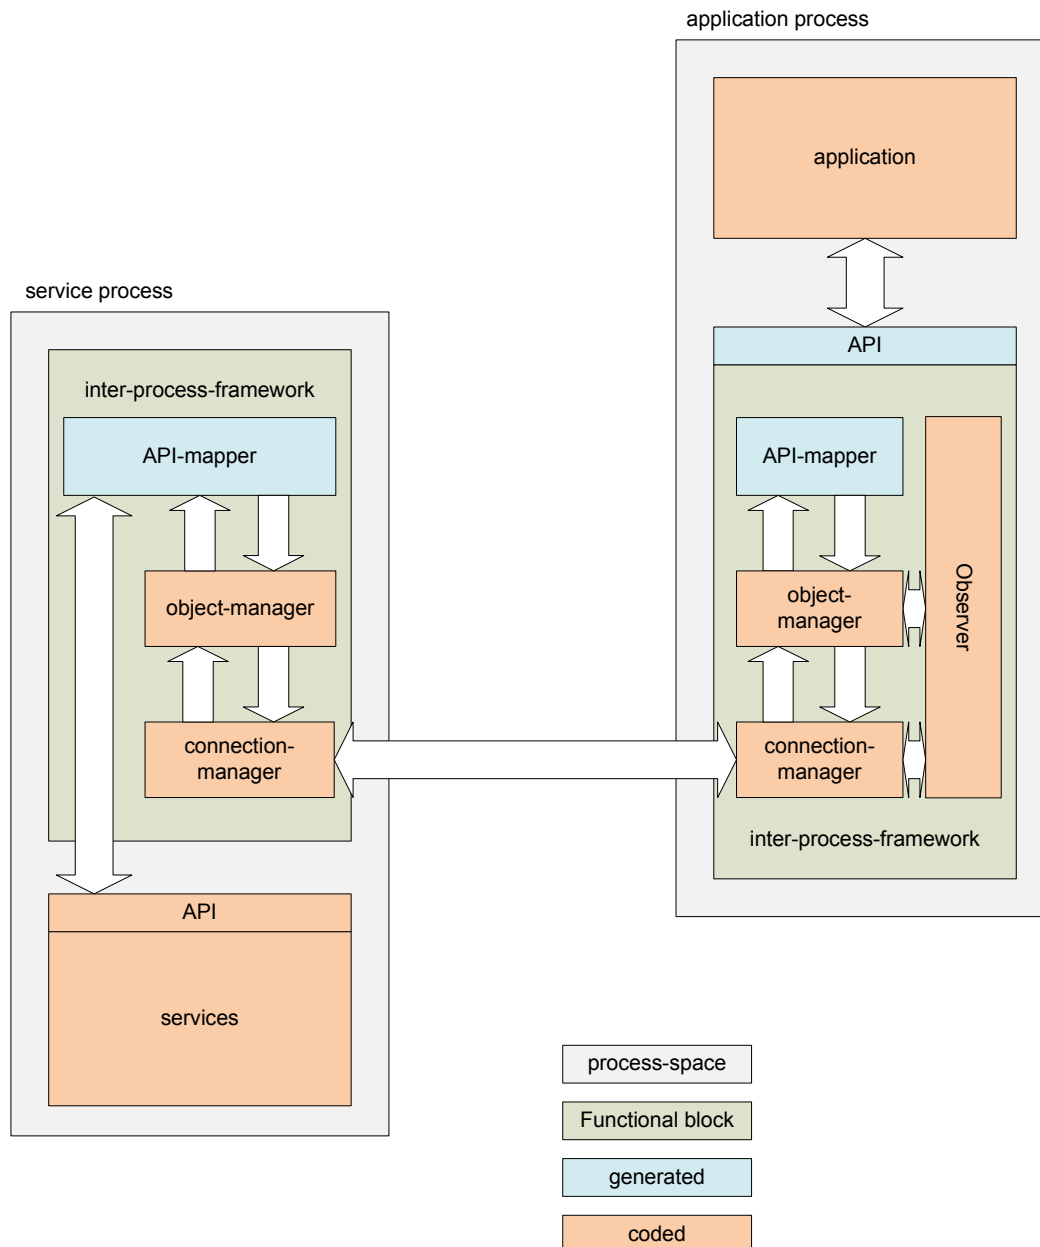 application process
application
API
API-mapper
object-
manager
connection-
manager
Observer
inter-process-framework
service process
inter-process-framework
API-mapper
object-manager
connection-
manager
API
services
process-space
Functional block
generated
coded